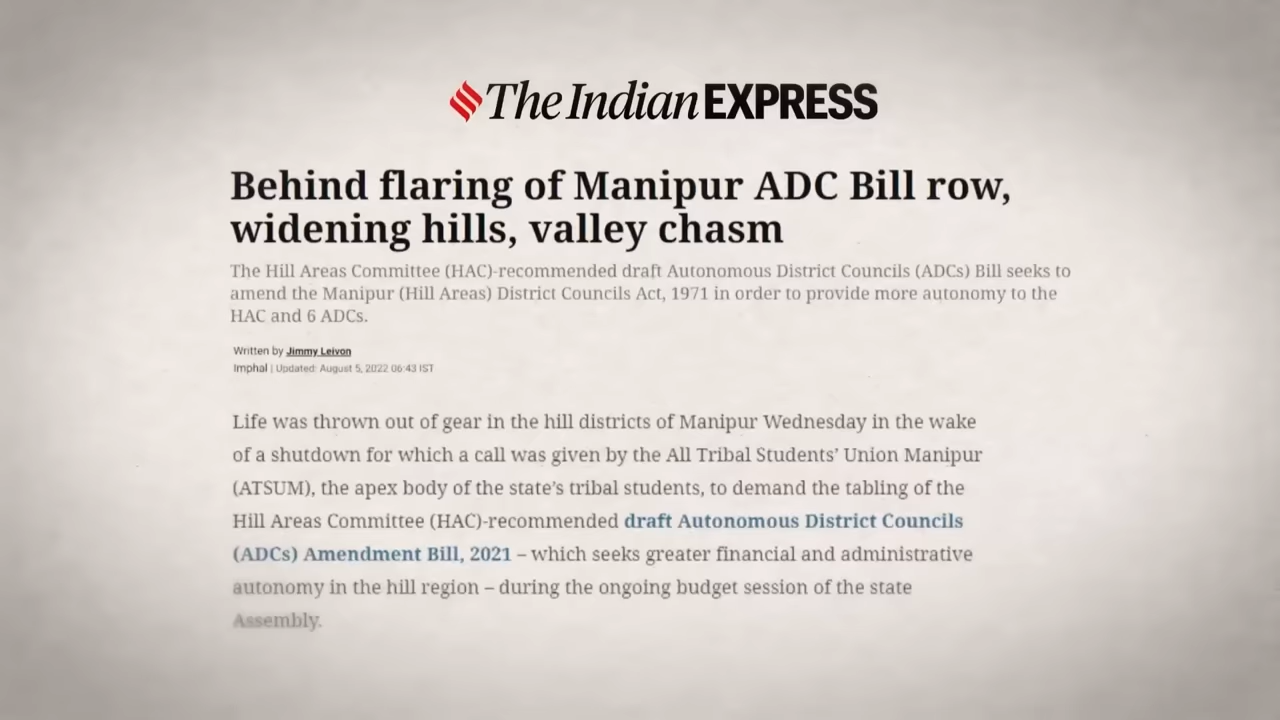 The Indian EXPRESS
Behind flaring of Manipur ADC Bill row,
widening hills, valley chasm
The Hill Areas Committee (HAC)-recommended draft Autonomous District Councils (ADCs) Bill seeks to
amend the Manipur (Hill Areas) District Councils Act, 1971 in order to provide more autonomy to the
HAC and 6 ADCs.
Written by Jimmy Leivon
Imphal | Updated: August 5, 2022 06:43 IST
Life was thrown out of gear in the hill districts of Manipur Wednesday in the wake
of a shutdown for which a call was given by the All Tribal Students’ Union Manipur
(ATSUM), the apex body of the state’s tribal students, to demand the tabling of the
Hill Areas Committee (HAC)-recommended draft Autonomous District Councils
(ADCs) Amendment Bill, 2021 – which seeks greater financial and administrative
autonomy in the hill region – during the ongoing budget session of the state
Assembly.